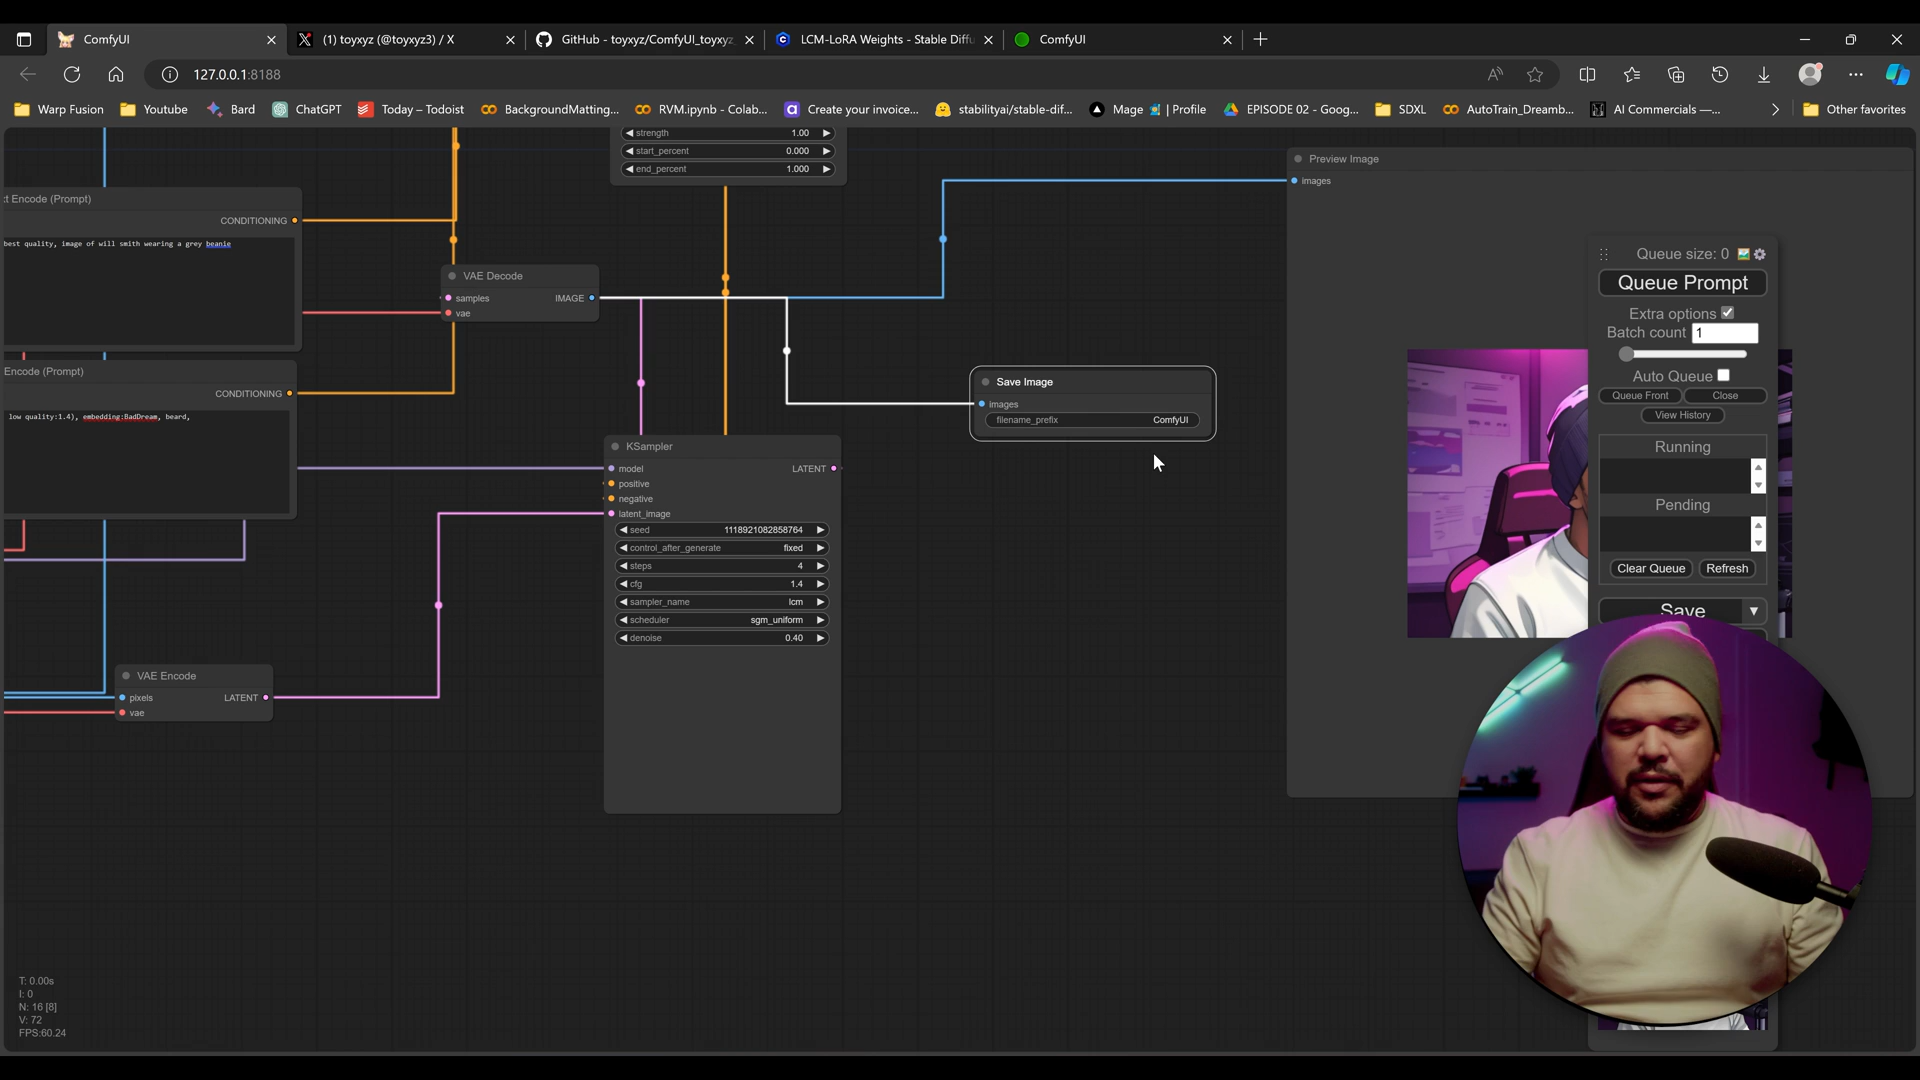 ComfyUI
(1) toyxyz (@toyxyz3) / X
GitHub - toyxyz/ComfyUI_toyxyz
LCM-LoRA Weights - Stable Diffu
ComfyUI
127.0.0.1:8188
Warp Fusion
Youtube
Bard
ChatGPT
Today – Todoist
BackgroundMatting...
RVM.ipynb - Colab...
Create your invoice...
stabilityai/stable-dif...
Mage | Profile
EPISODE 02 - Goog...
SDXL
AutoTrain_Dreamb...
AI Commercials —...
Other favorites
strength 1.00
start_percent 0.000
end_percent 1.000
Preview Image
images
xt Encode (Prompt)
CONDITIONING
best quality, image of will smith wearing a grey beanie
VAE Decode
samples IMAGE
vae
Encode (Prompt)
CONDITIONING
low quality:1.4), embedding:BadDream, beard,
Save Image
images
filename_prefix ComfyUI
KSampler
model LATENT
positive
negative
latent_image
seed 1118921082858764
control_after_generate fixed
steps 4
cfg 1.4
sampler_name lcm
scheduler sgm_uniform
denoise 0.40
VAE Encode
pixels LATENT
vae
Queue size: 0
Queue Prompt
Extra options
Batch count 1
Auto Queue
Queue Front
Close
View History
Running
Pending
Clear Queue
Refresh
Save
T: 0.00s
I: 0
N: 16 [8]
V: 72
FPS:60.24